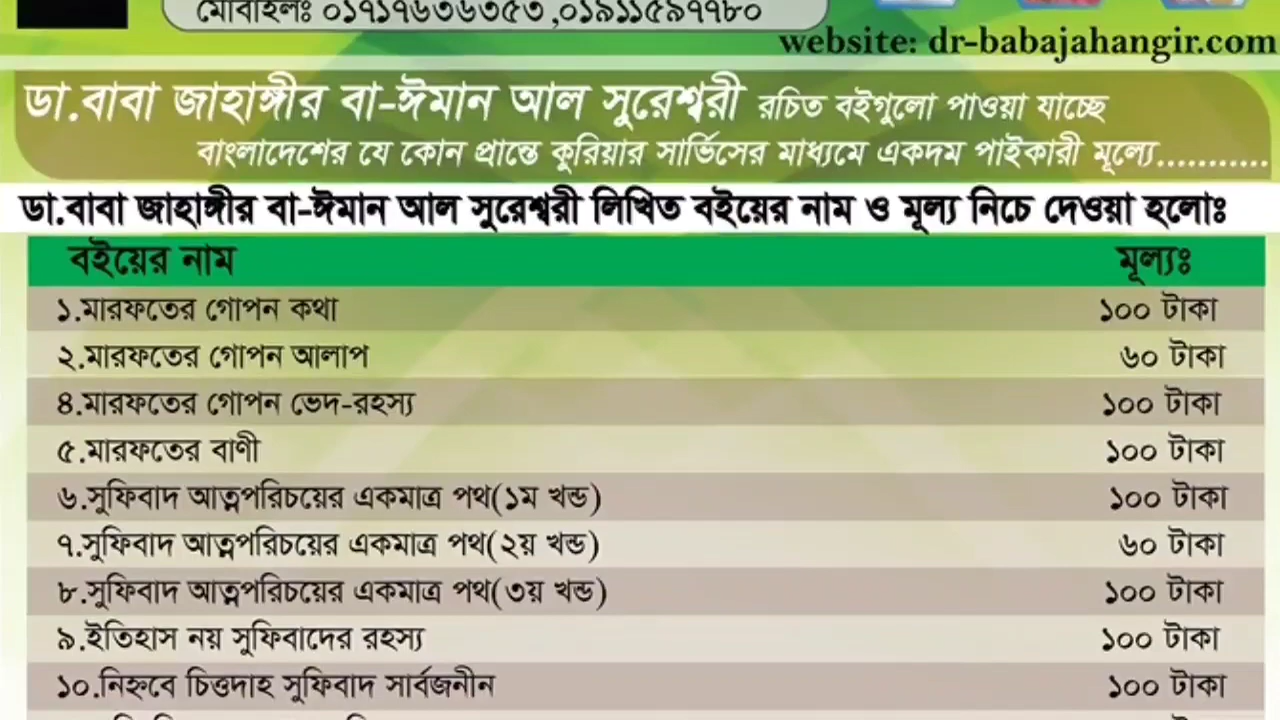 মোবাইলঃ ০১৭১৭৬৩৬৩৫৩,০১৯১১৫৯৭৭৮০
website: dr-babajahangir.com
ডা.বাবা জাহাঙ্গীর বা-ঈমান আল সুরেশ্বরী রচিত বইগুলো পাওয়া যাচ্ছে
বাংলাদেশের যে কোন প্রান্তে কুরিয়ার সার্ভিসের মাধ্যমে একদম পাইকারী মূল্যে...........
ডা.বাবা জাহাঙ্গীর বা-ঈমান আল সুরেশ্বরী লিখিত বইয়ের নাম ও মূল্য নিচে দেওয়া হলোঃ
বইয়ের নাম মূল্যঃ
১.মারফতের গোপন কথা ১০০ টাকা
২.মারফতের গোপন আলাপ ৬০ টাকা
৪.মারফতের গোপন ভেদ-রহস্য ১০০ টাকা
৫.মারফতের বাণী ১০০ টাকা
৬.সুফিবাদ আত্নপরিচয়ের একমাত্র পথ(১ম খন্ড) ১০০ টাকা
৭.সুফিবাদ আত্নপরিচয়ের একমাত্র পথ(২য় খন্ড) ৬০ টাকা
৮.সুফিবাদ আত্নপরিচয়ের একমাত্র পথ(৩য় খন্ড) ১০০ টাকা
৯.ইতিহাস নয় সুফিবাদের রহস্য ১০০ টাকা
১০.নিহ্নবে চিত্তদাহ সুফিবাদ সার্বজনীন ১০০ টাকা